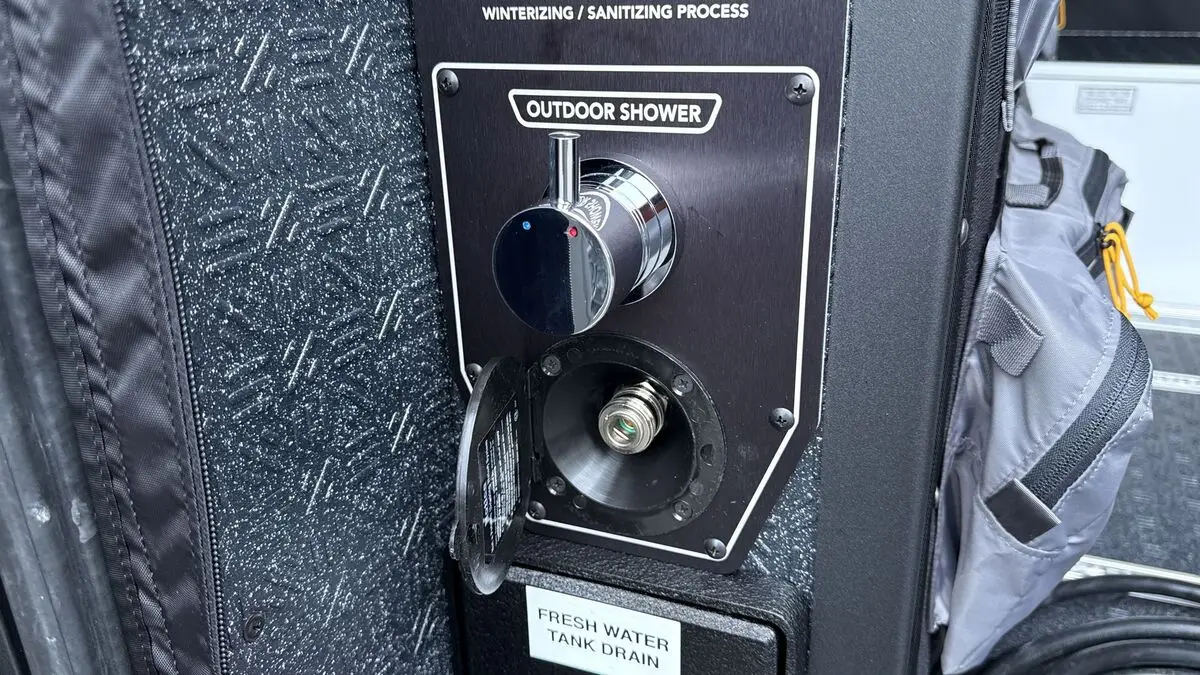 WINTERIZING / SANITIZING PROCESS
OUTDOOR SHOWER
FRESH WATER
TANK DRAIN